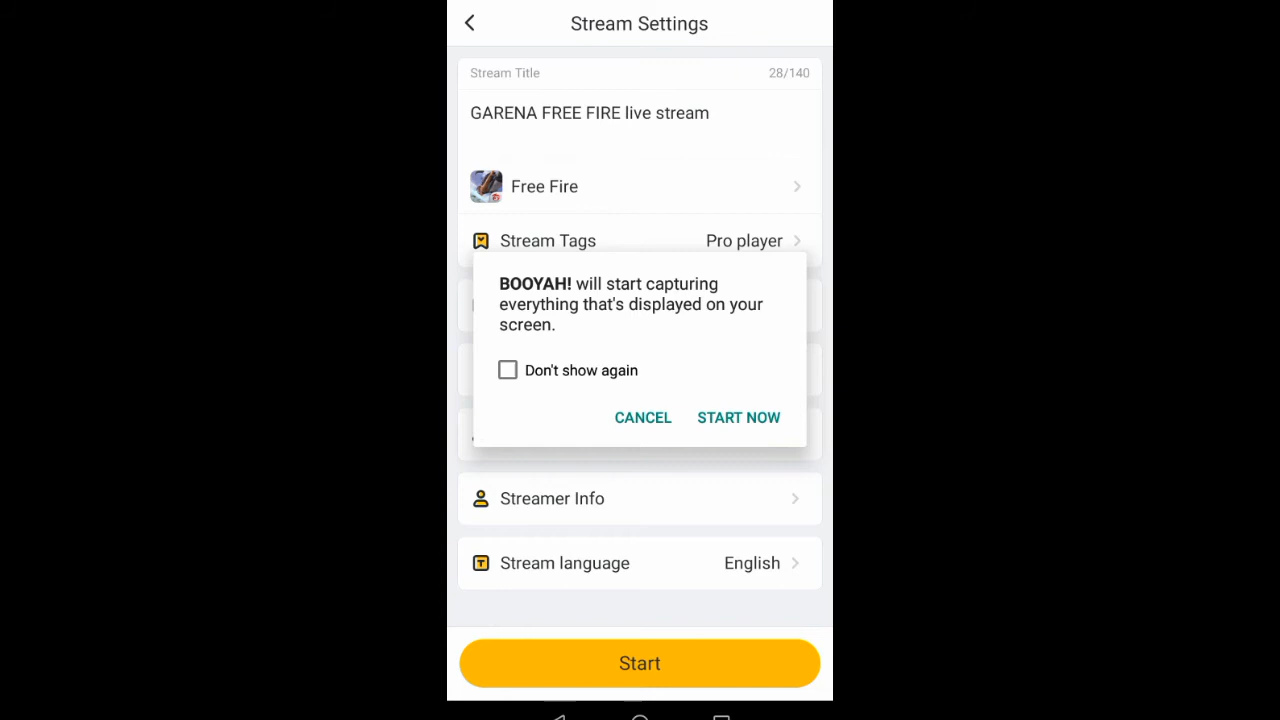 Stream Settings
Stream Title 28/140
GARENA FREE FIRE live stream
Free Fire
Stream Tags Pro player
BOOYAH! will start capturing
everything that's displayed on your
screen.
Don't show again
CANCEL START NOW
Streamer Info
Stream language English
Start